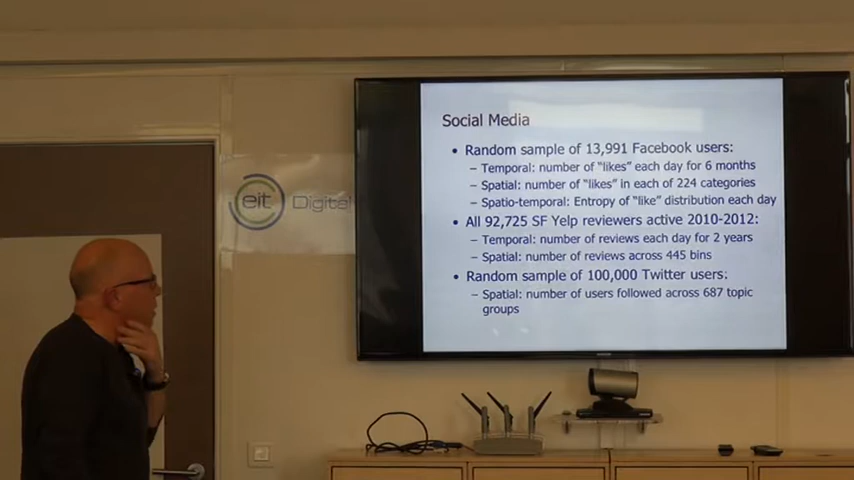 Social Media
• Random sample of 13,991 Facebook users:
– Temporal: number of “likes” each day for 6 months
– Spatial: number of “likes” in each of 224 categories
– Spatio-temporal: Entropy of “like” distribution each day
• All 92,725 SF Yelp reviewers active 2010-2012:
– Temporal: number of reviews each day for 2 years
– Spatial: number of reviews across 445 bins
• Random sample of 100,000 Twitter users:
– Spatial: number of users followed across 687 topic
groups
eit Digital